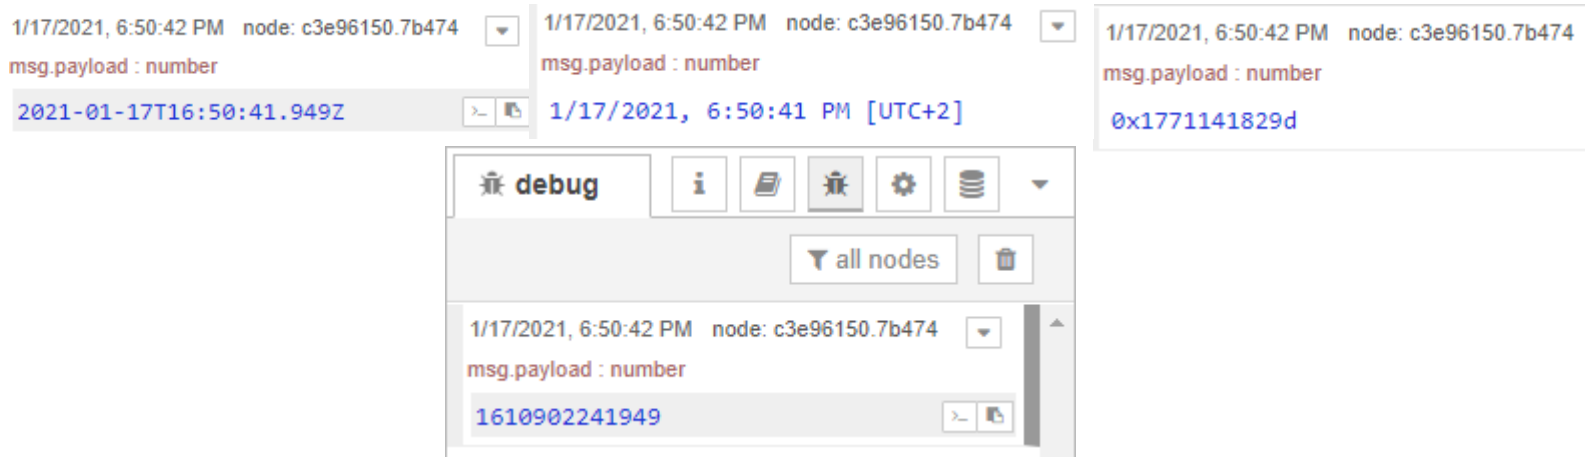 1/17/2021, 6:50:42 PM node: c3e96150.7b474
msg.payload : number
2021-01-17T16:50:41.949Z
1/17/2021, 6:50:42 PM node: c3e96150.7b474
msg.payload : number
1/17/2021, 6:50:41 PM [UTC+2]
1/17/2021, 6:50:42 PM node: c3e96150.7b474
msg.payload : number
0x1771141829d
debug
all nodes
1/17/2021, 6:50:42 PM node: c3e96150.7b474
msg.payload : number
1610902241949